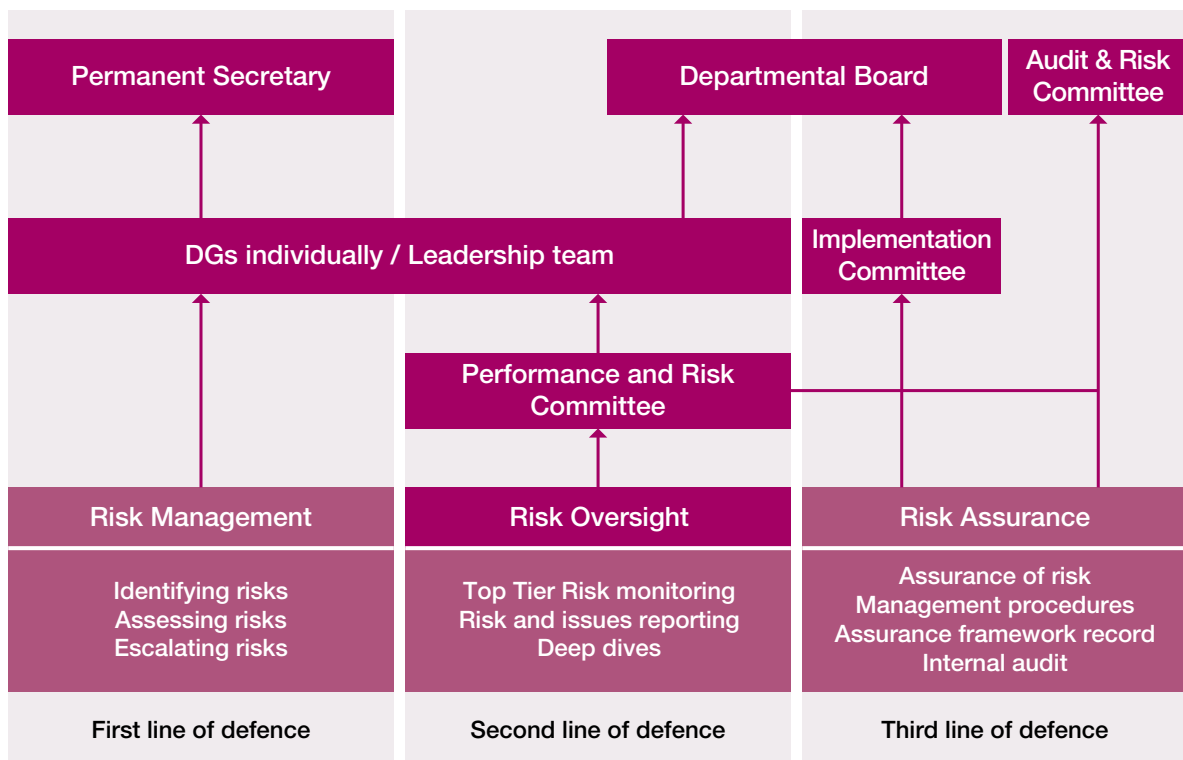 Permanent Secretary
Departmental Board
Audit & Risk
Committee
DGs individually / Leadership team
Implementation
Committee
Performance and Risk
Committee
Risk Management
Risk Oversight
Risk Assurance
Identifying risks
Assessing risks
Escalating risks
Top Tier Risk monitoring
Risk and issues reporting
Deep dives
Assurance of risk
Management procedures
Assurance framework record
Internal audit
First line of defence
Second line of defence
Third line of defence